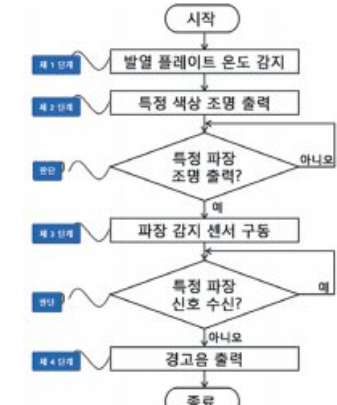 시작
제 1 단계
발열 플레이트 온도 감지
제 2 단계
특정 색상 조명 출력
판단
특정 파장
조명 출력?
아니오
예
제 3 단계
파장 감지 센서 구동
판단
특정 파장
신호 수신?
예
아니오
제 4 단계
경고음 출력
종료